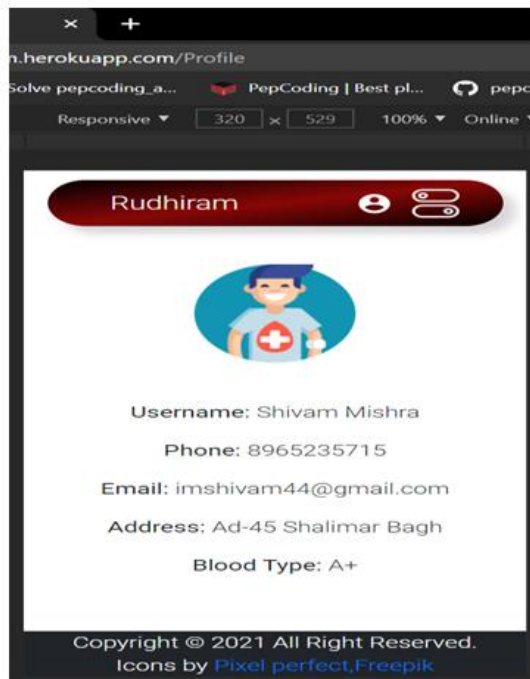 n.herokuapp.com/Profile
Solve pepcoding_a... PepCoding | Best pl... pepc
Responsive 320 x 529 100% Online
Rudhiram
Username: Shivam Mishra
Phone: 8965235715
Email: imshivam44@gmail.com
Address: Ad-45 Shalimar Bagh
Blood Type: A+
Copyright © 2021 All Right Reserved.
Icons by Pixel perfect,Freepik